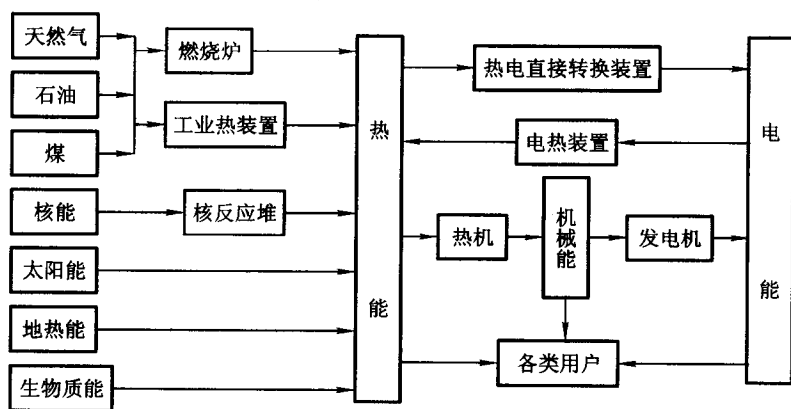 天然气
石油
煤
核能
太阳能
地热能
生物质能
燃烧炉
工业热装置
核反应堆
热能
热电直接转换装置
电热装置
热机
机械能
发电机
各类用户
电能